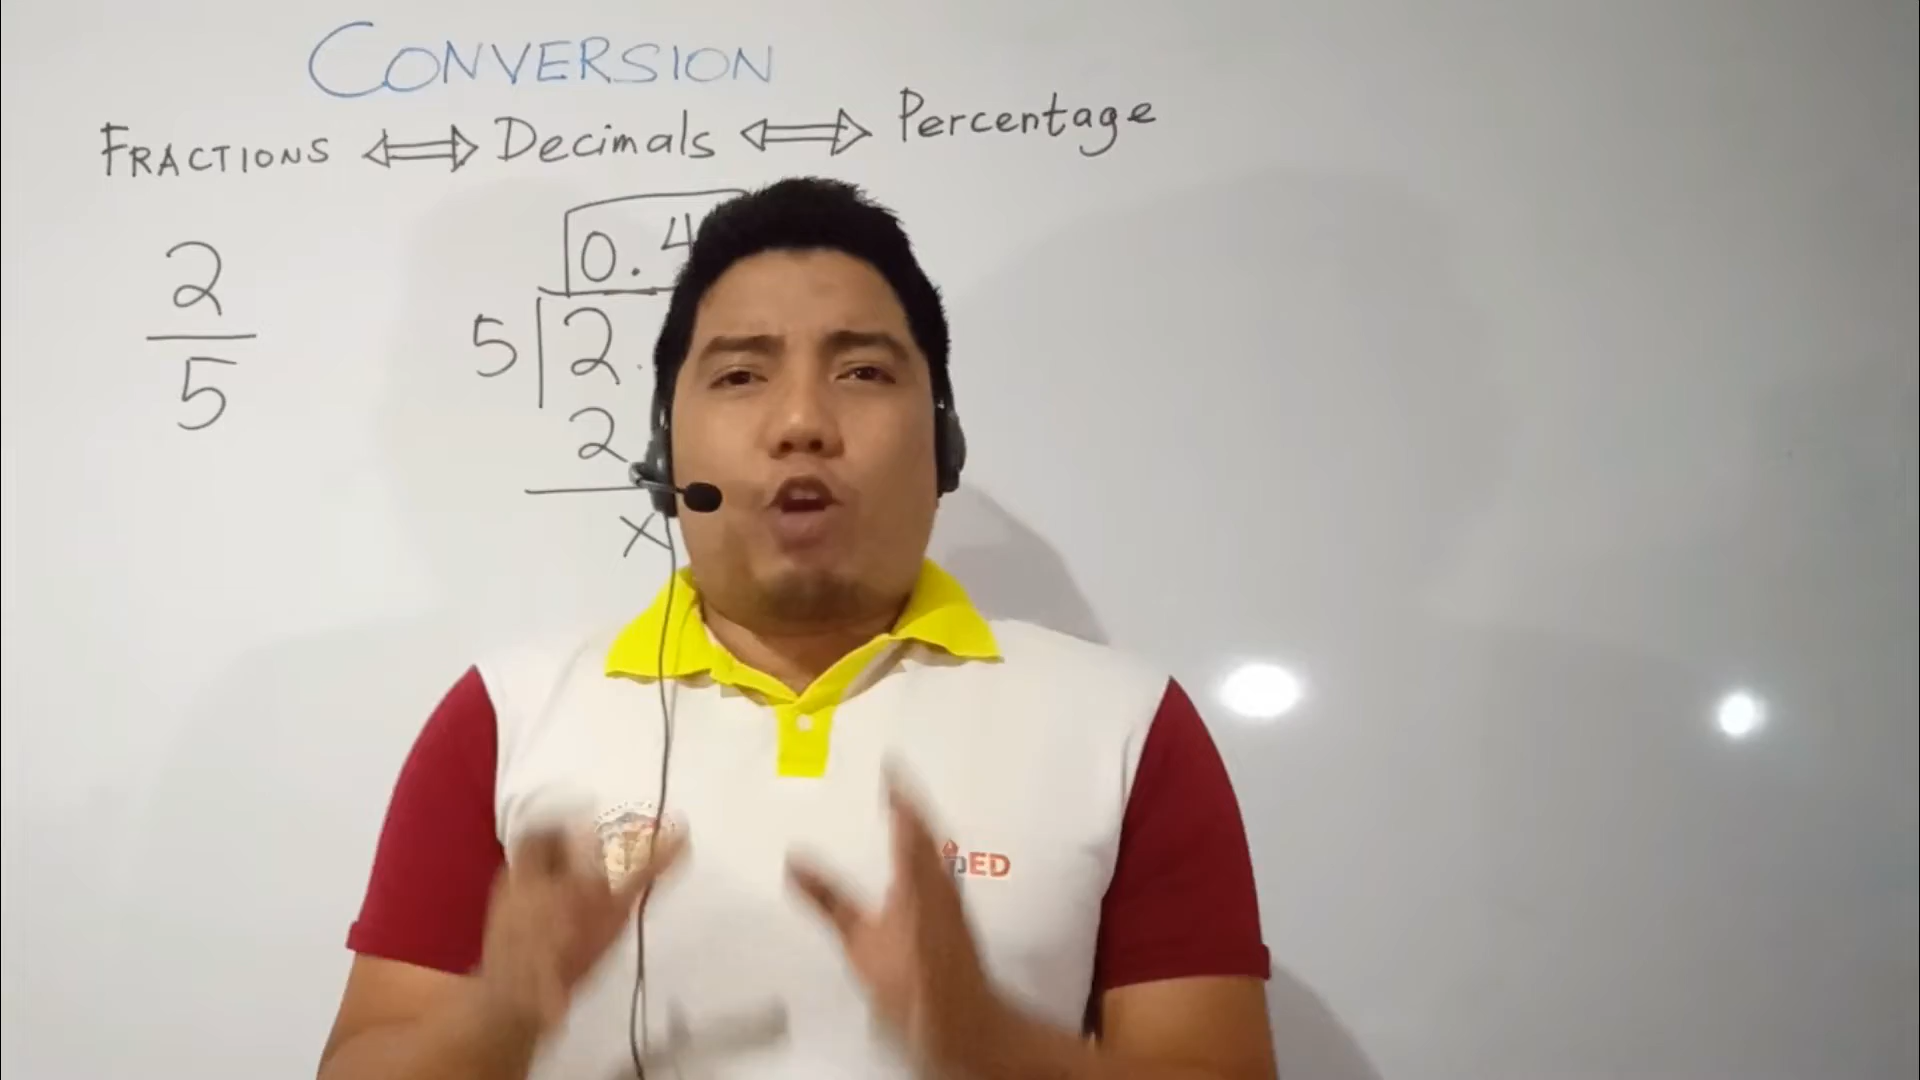 CONVERSION
FRACTIONS ⇔ Decimals ⇔ Percentage
0.4
2
5
5 2.
2
x
ED